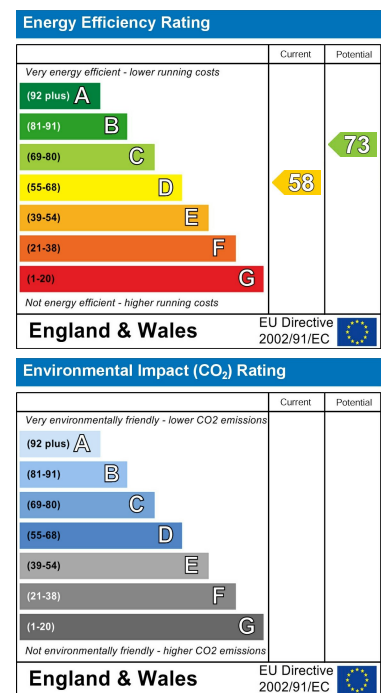 Energy Efficiency Rating
Current Potential
Very energy efficient - lower running costs
(92 plus) A
(81-91) B
(69-80) C
(55-68) D
(39-54) E
(21-38) F
(1-20) G
73
58
Not energy efficient - higher running costs
England & Wales
EU Directive
2002/91/EC
Environmental Impact (CO₂) Rating
Current Potential
Very environmentally friendly - lower CO2 emissions
(92 plus) A
(81-91) B
(69-80) C
(55-68) D
(39-54) E
(21-38) F
(1-20) G
Not environmentally friendly - higher CO2 emissions
England & Wales
EU Directive
2002/91/EC